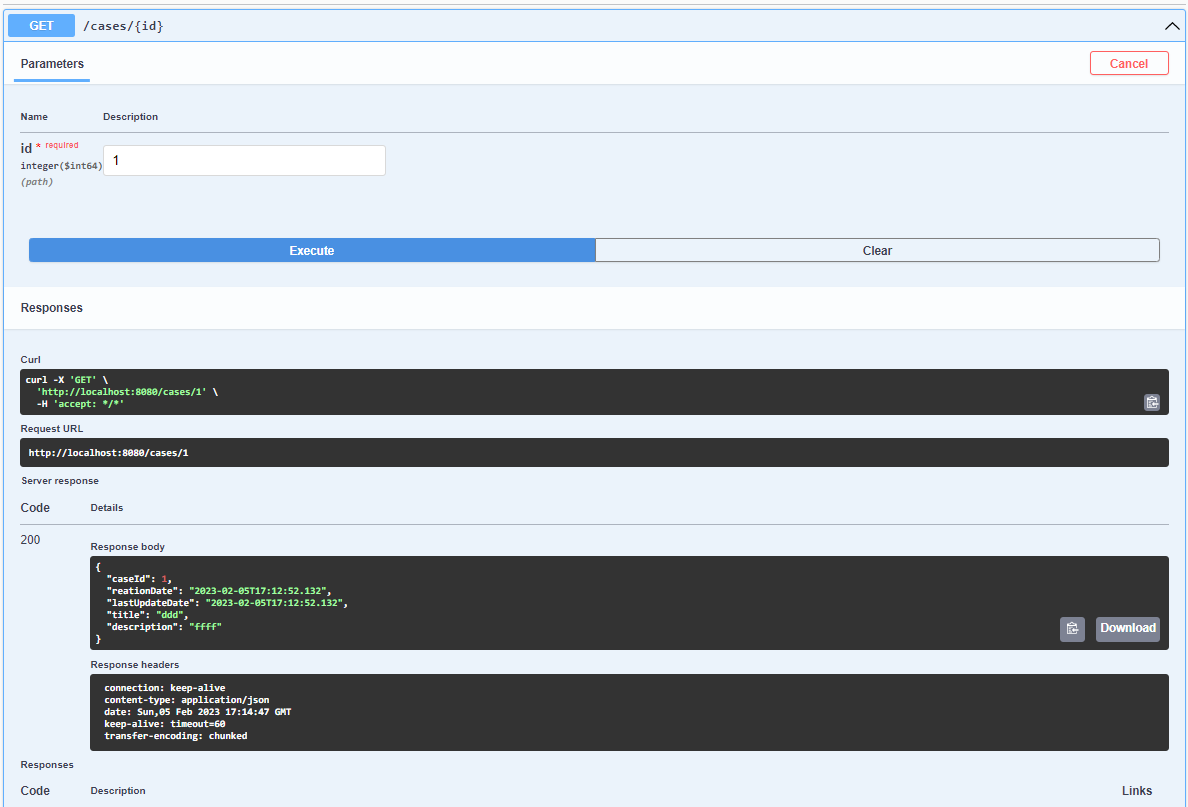 GET /cases/{id}
Parameters
Cancel
Name Description
id * required
integer($int64)
(path)
1
Execute Clear
Responses
Curl
curl -X 'GET' \
  'http://localhost:8080/cases/1' \
  -H 'accept: */*'
Request URL
http://localhost:8080/cases/1
Server response
Code Details
200
Response body
{
  "caseId": 1,
  "reationDate": "2023-02-05T17:12:52.132",
  "lastUpdateDate": "2023-02-05T17:12:52.132",
  "title": "ddd",
  "description": "ffff"
}
Download
Response headers
connection: keep-alive
content-type: application/json
date: Sun,05 Feb 2023 17:14:47 GMT
keep-alive: timeout=60
transfer-encoding: chunked
Responses
Code Description Links